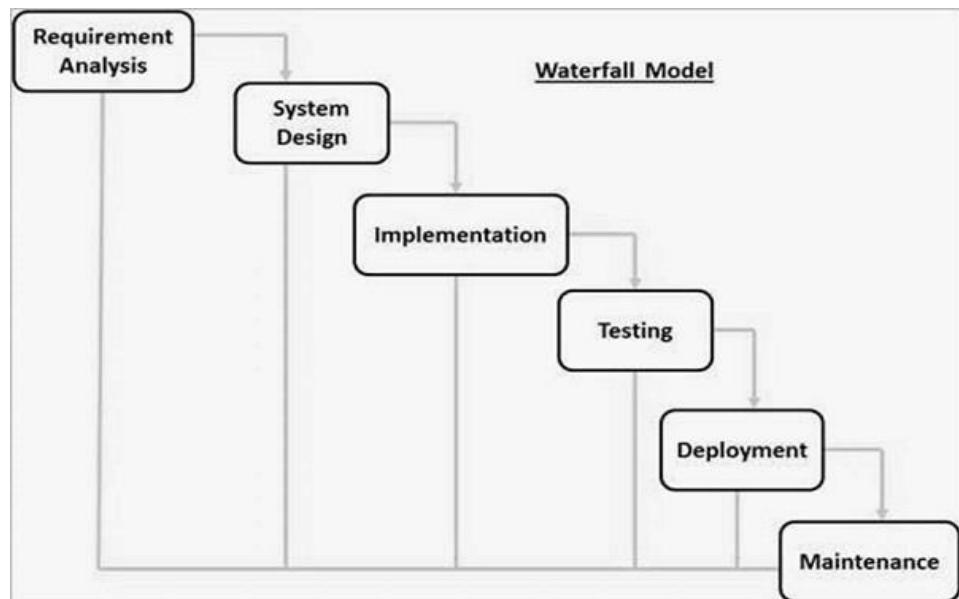 Requirement
Analysis
Waterfall Model
System
Design
Implementation
Testing
Deployment
Maintenance